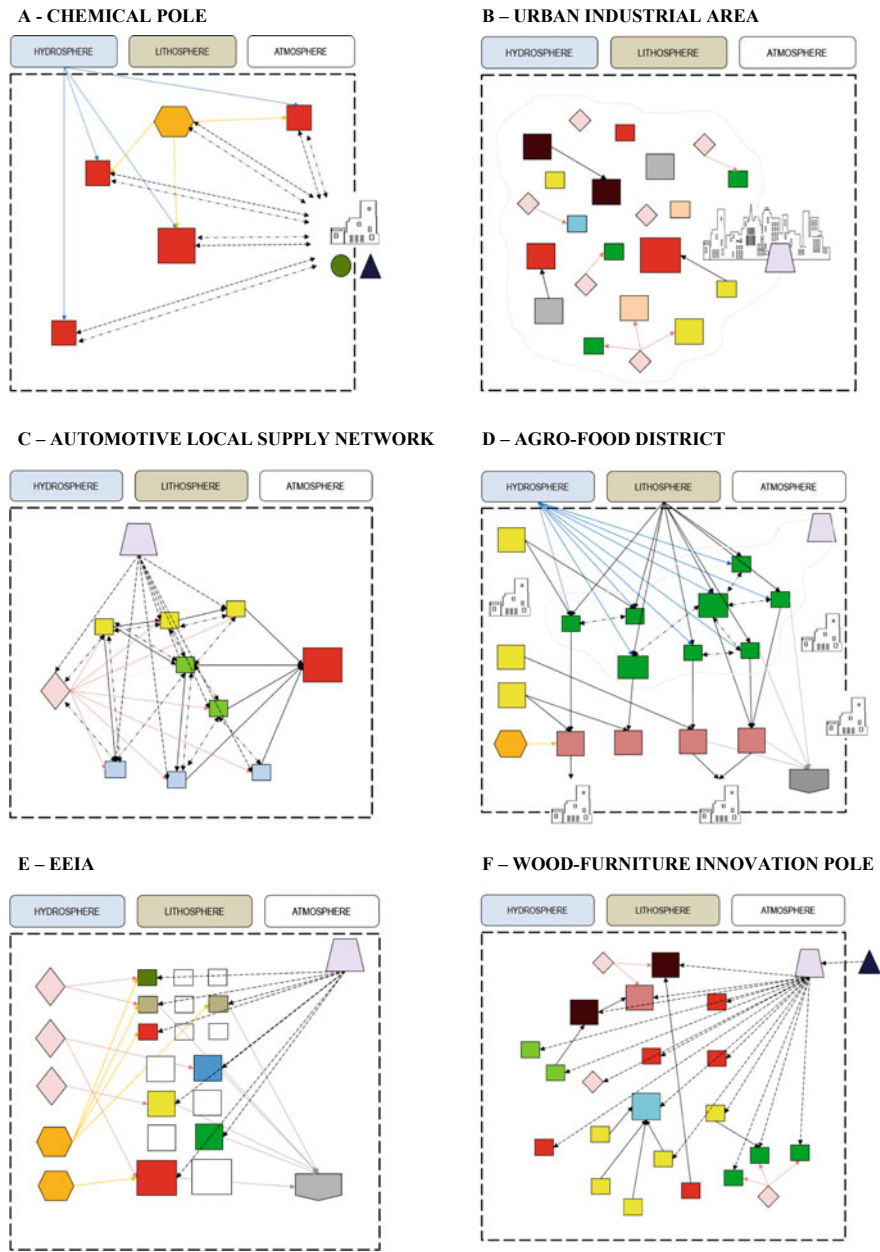 A - CHEMICAL POLE
B – URBAN INDUSTRIAL AREA
HYDROSPHERE
LITHOSPHERE
ATMOSPHERE
HYDROSPHERE
LITHOSPHERE
ATMOSPHERE
C – AUTOMOTIVE LOCAL SUPPLY NETWORK
D – AGRO-FOOD DISTRICT
HYDROSPHERE
LITHOSPHERE
ATMOSPHERE
HYDROSPHERE
LITHOSPHERE
ATMOSPHERE
E – EEIA
F – WOOD-FURNITURE INNOVATION POLE
HYDROSPHERE
LITHOSPHERE
ATMOSPHERE
HYDROSPHERE
LITHOSPHERE
ATMOSPHERE